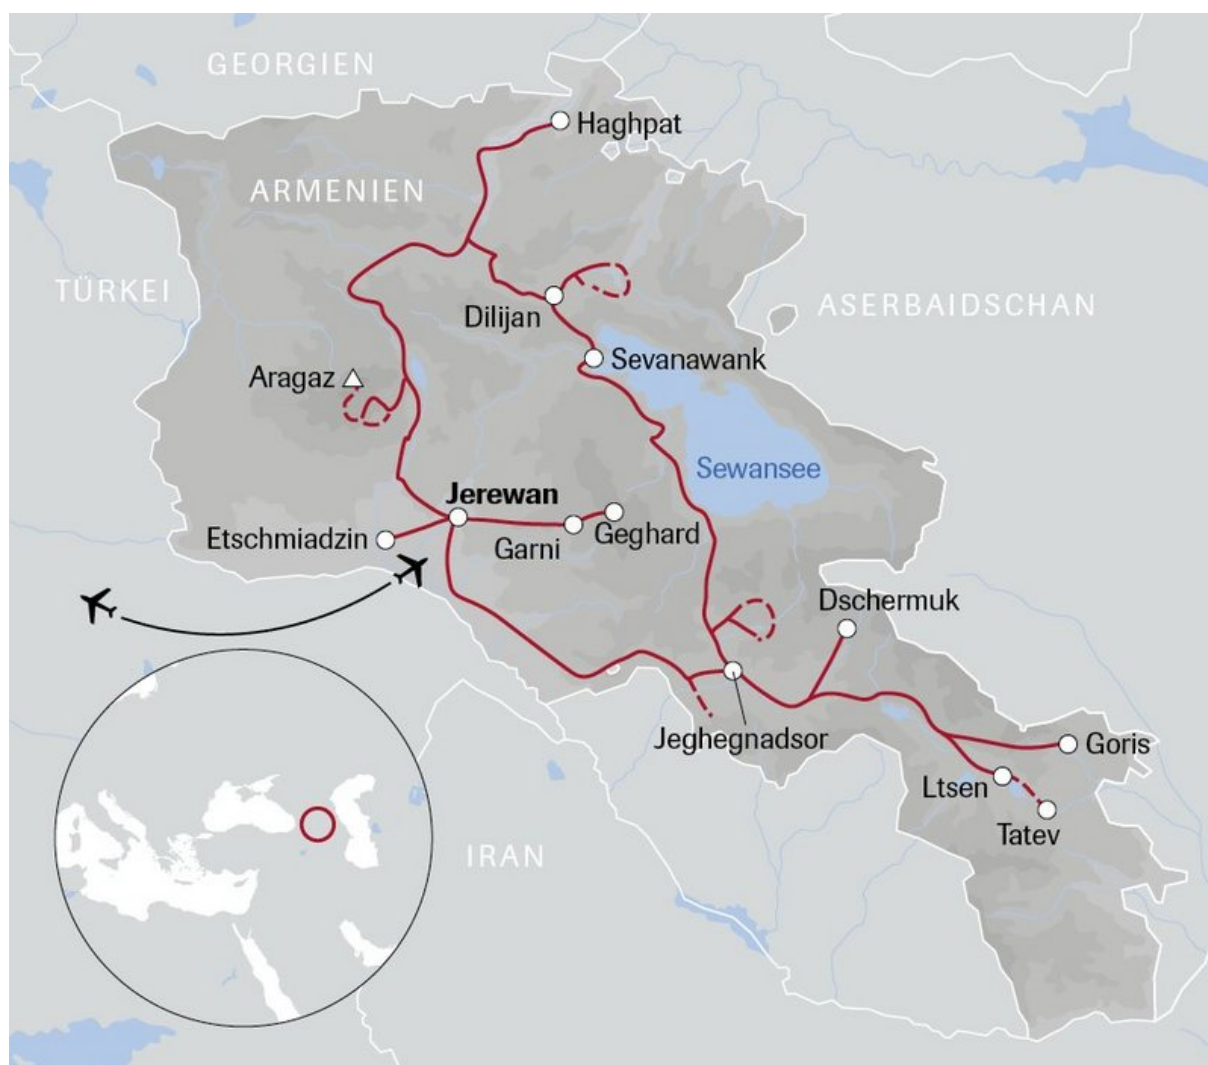 GEORGIEN
Haghpat
ARMENIEN
TÜRKEI
ASERBAIDSCHAN
Dilijan
Sevanawank
Aragaz
Sewansee
Jerewan
Etschmiadzin
Garni
Geghard
Dschermuk
Jeghegnadsor
Goris
Ltsen
Tatev
IRAN